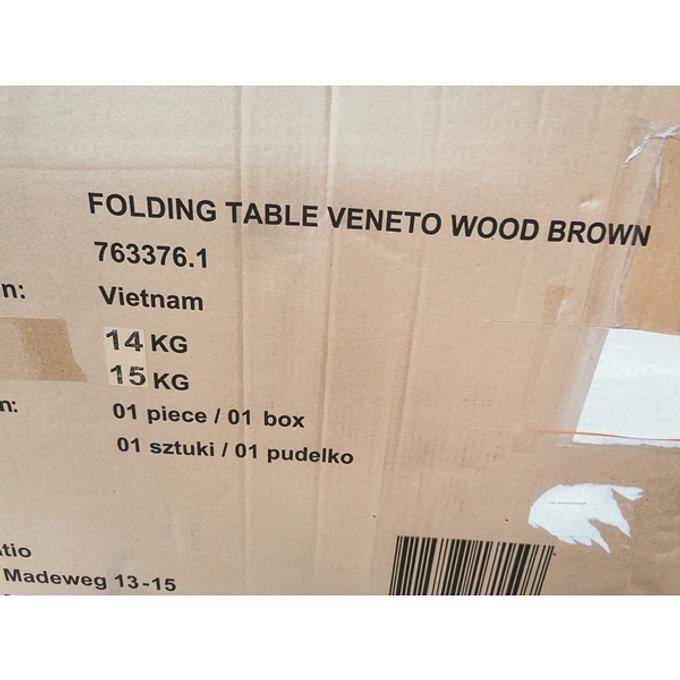 FOLDING TABLE VENETO WOOD BROWN
763376.1
n: Vietnam
14 KG
15 KG
n: 01 piece / 01 box
01 sztuki / 01 pudelko
tio
Madeweg 13-15